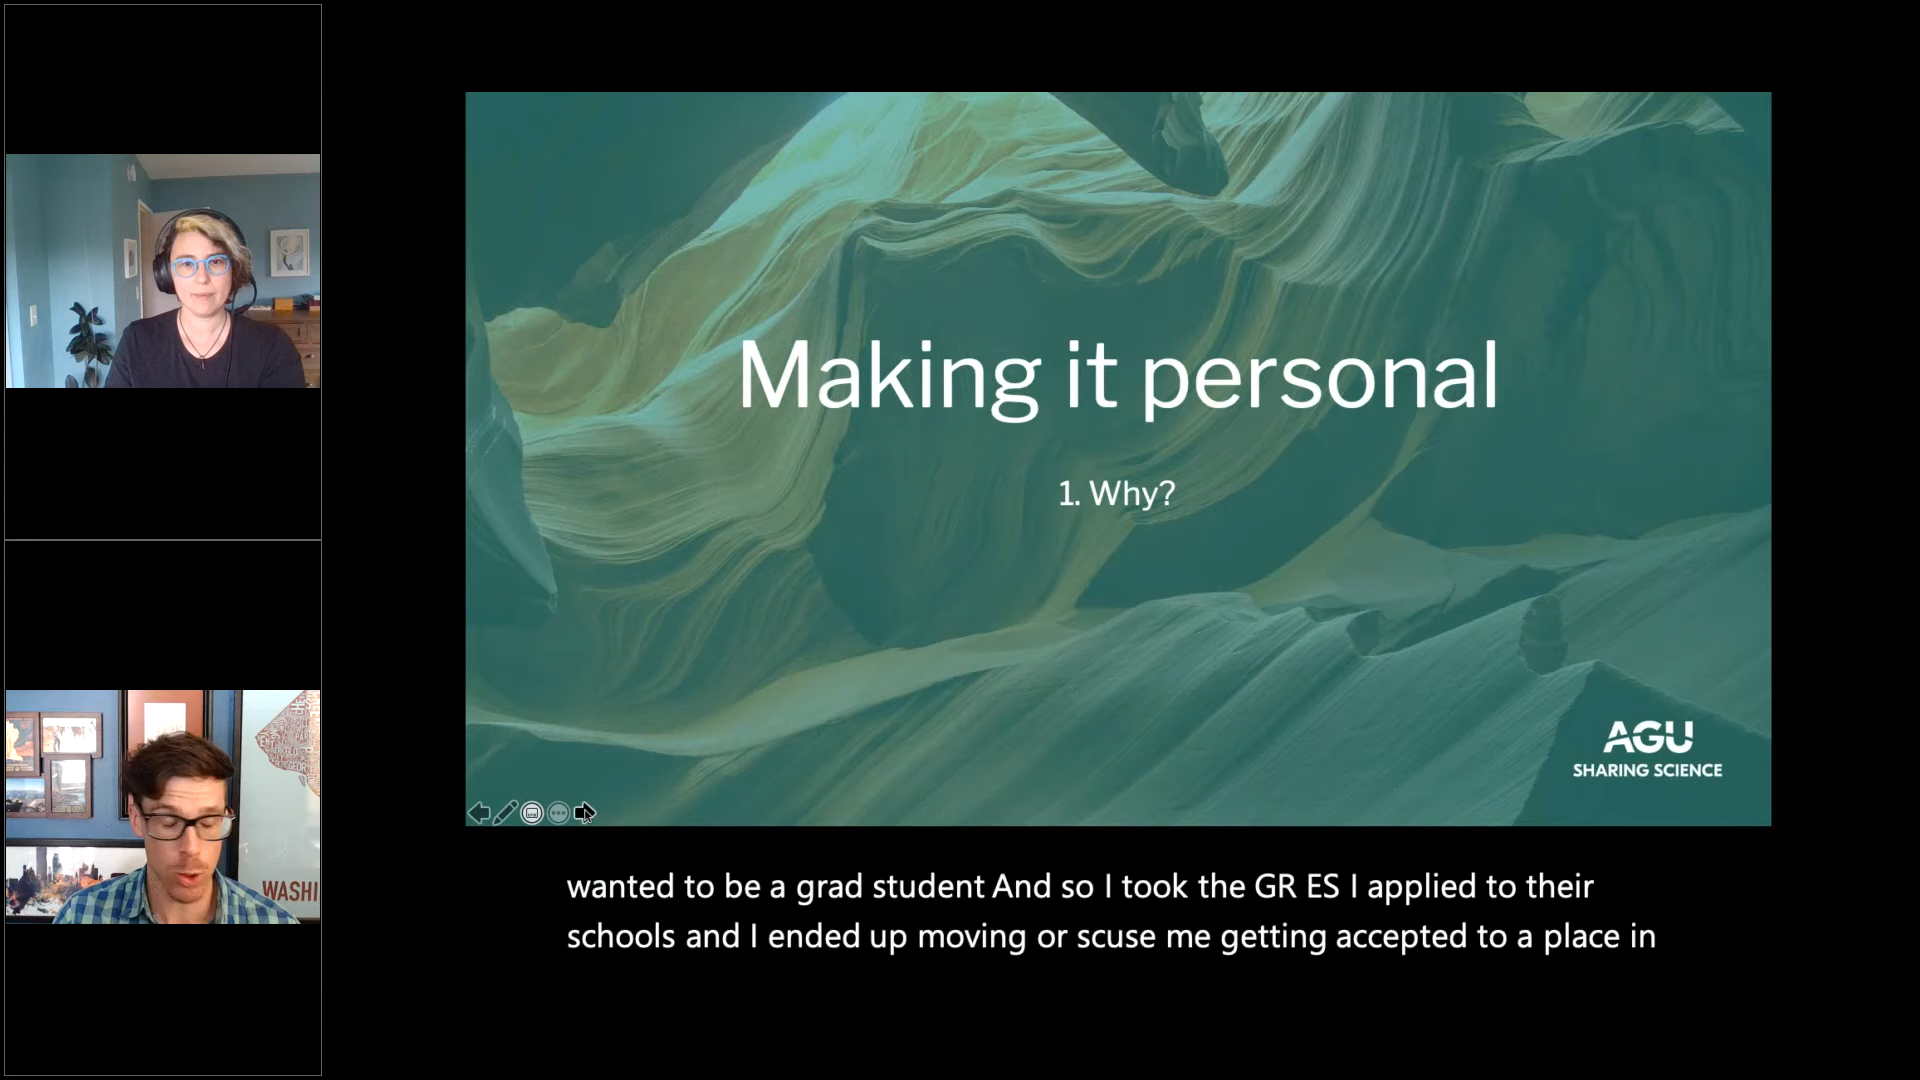 Making it personal
1. Why?
AGU
SHARING SCIENCE
WASHI
wanted to be a grad student And so I took the GR ES I applied to their
schools and I ended up moving or scuse me getting accepted to a place in